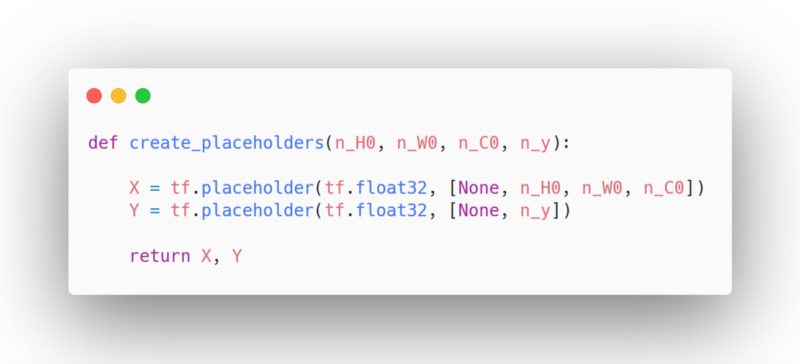 def create_placeholders(n_H0, n_W0, n_C0, n_y):
    X = tf.placeholder(tf.float32, [None, n_H0, n_W0, n_C0])
    Y = tf.placeholder(tf.float32, [None, n_y])
    return X, Y